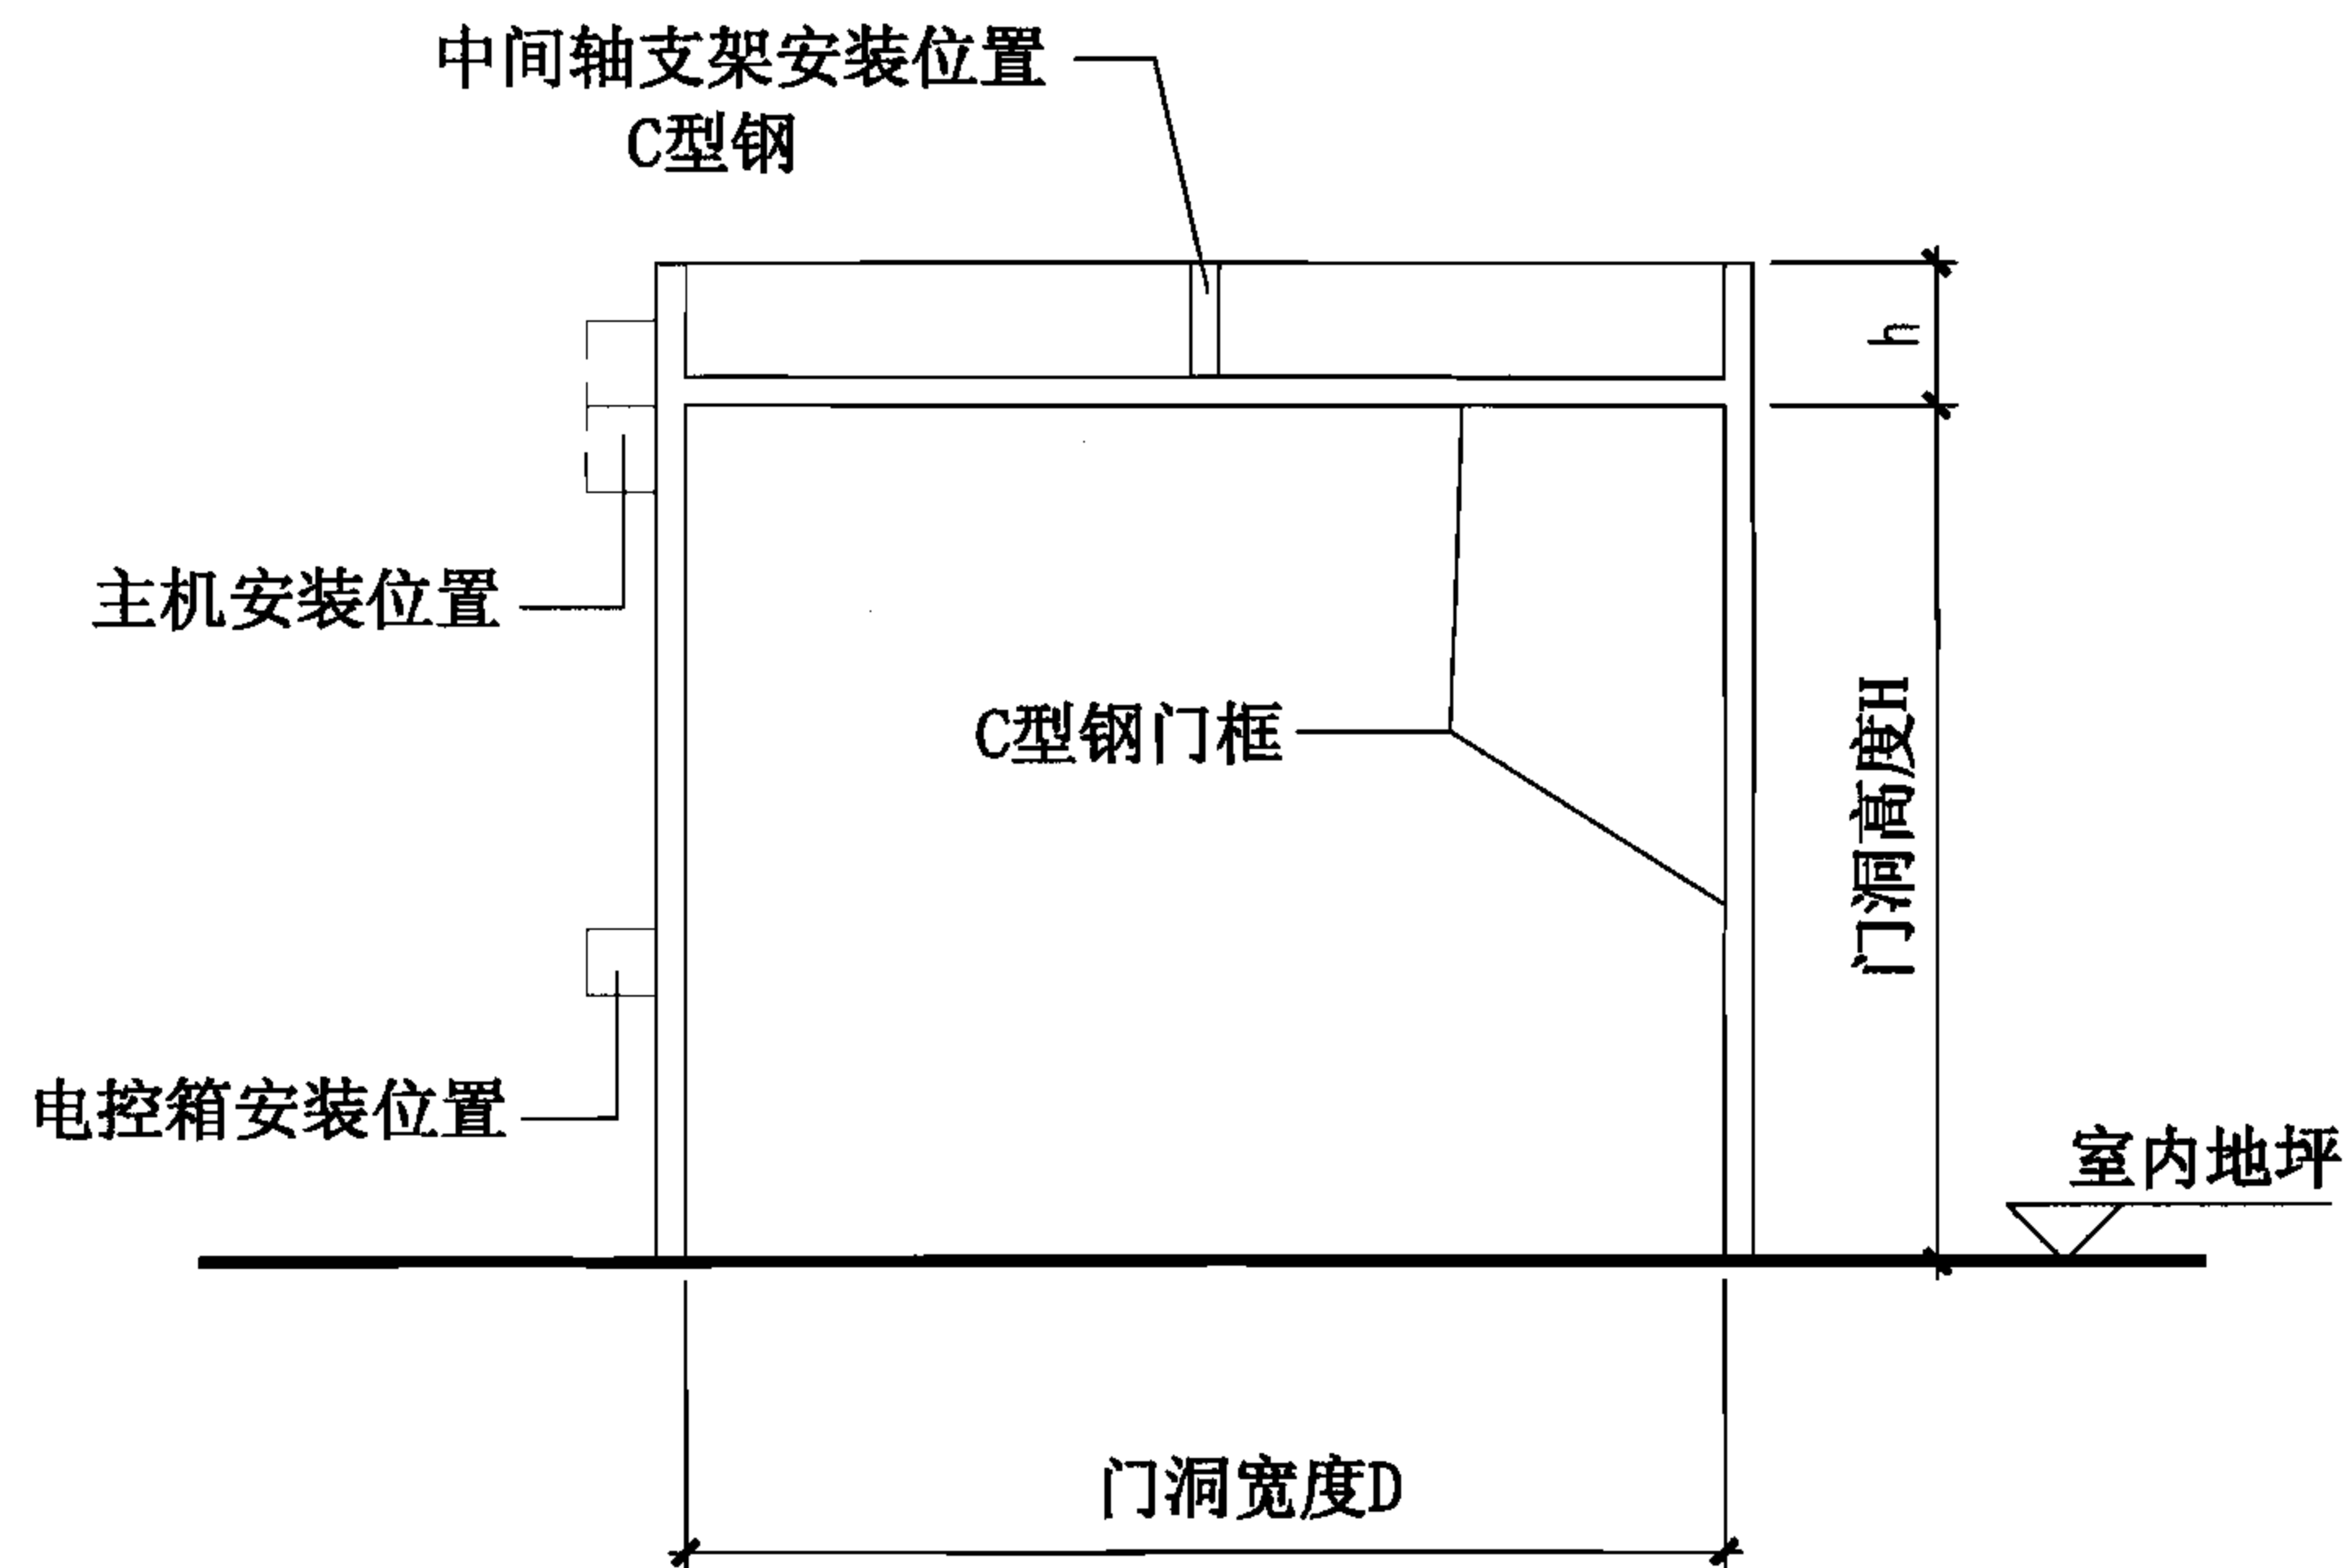 中间轴支架安装位置
C型钢
h
主机安装位置
C型钢门框
门洞高度H
电控箱安装位置
室内地坪
门洞宽度D